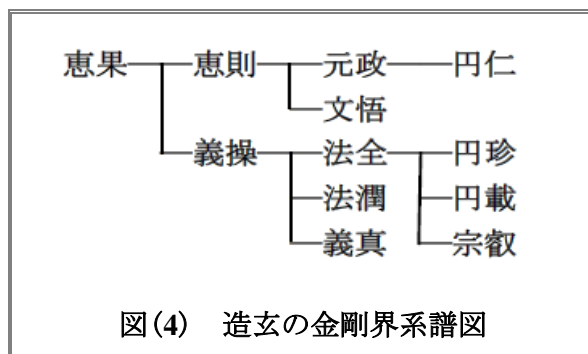 恵果 恵則 元政 円仁
文悟
義操 法全 円珍
法潤 円載
義真 宗叡
図(4) 造玄の金剛界系譜図